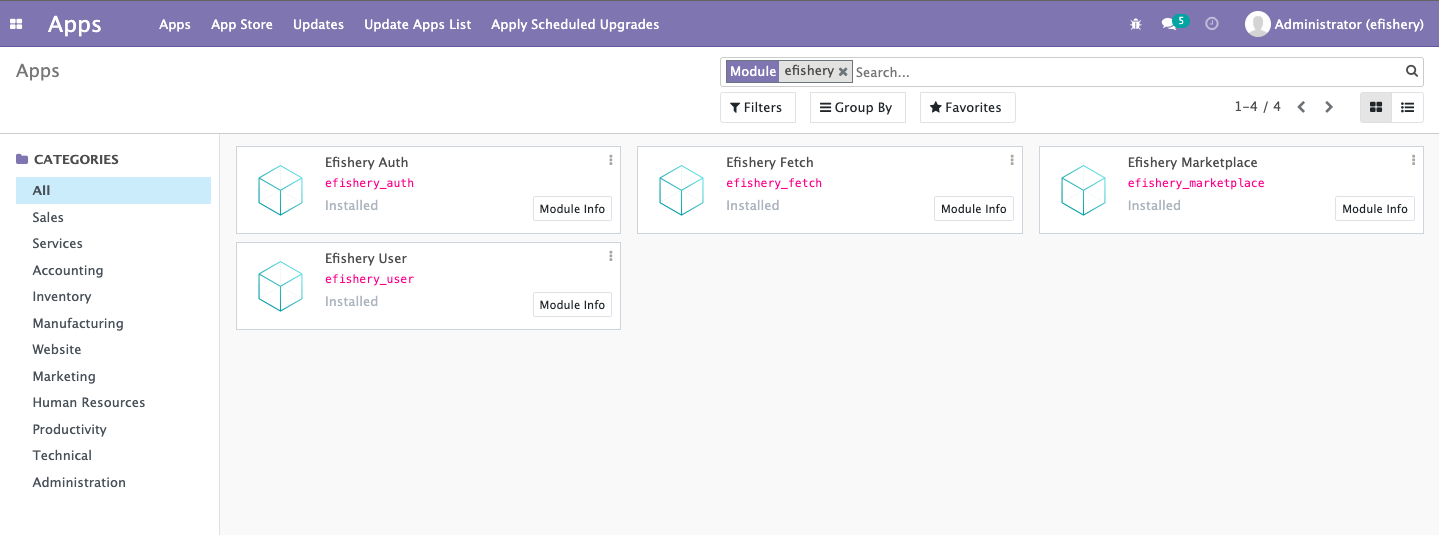 Apps
Apps
App Store
Updates
Update Apps List
Apply Scheduled Upgrades
5
Administrator (efishery)
Apps
Module
efishery
Search...
Filters
Group By
Favorites
1-4 / 4
CATEGORIES
All
Sales
Services
Accounting
Inventory
Manufacturing
Website
Marketing
Human Resources
Productivity
Technical
Administration
Efishery Auth
efishery_auth
Installed
Module Info
Efishery Fetch
efishery_fetch
Installed
Module Info
Efishery Marketplace
efishery_marketplace
Installed
Module Info
Efishery User
efishery_user
Installed
Module Info